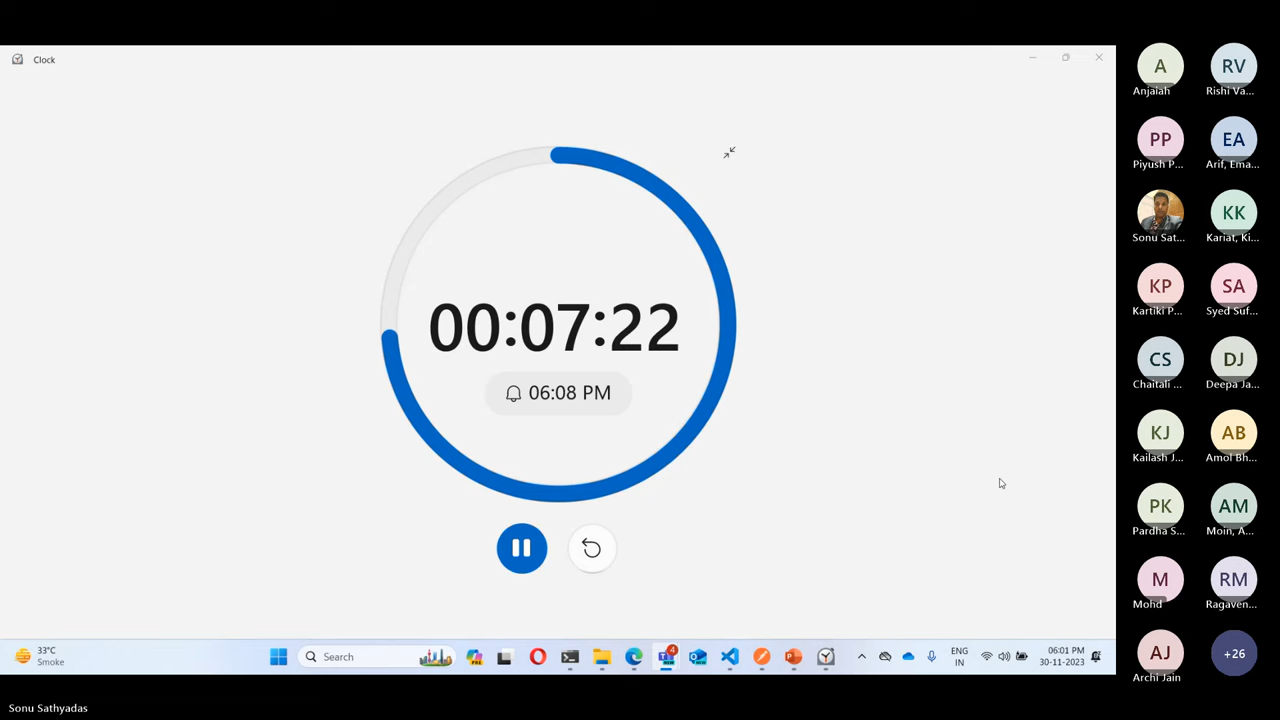 Clock
00:07:22
06:08 PM
33°C
Smoke
Search
PRE
NEW
4
ENG
IN
06:01 PM
30-11-2023
A
Anjaiah
RV
Rishi Va...
PP
Piyush P...
EA
Arif, Ema...
Sonu Sat...
KK
Kariat, Ki...
KP
Kartiki P...
SA
Syed Suf...
CS
Chaitali ...
DJ
Deepa Ja...
KJ
Kailash J...
AB
Amol Bh...
PK
Pardha S...
AM
Moin, A...
M
Mohd
RM
Ragaven...
AJ
Archi Jain
+26
Sonu Sathyadas